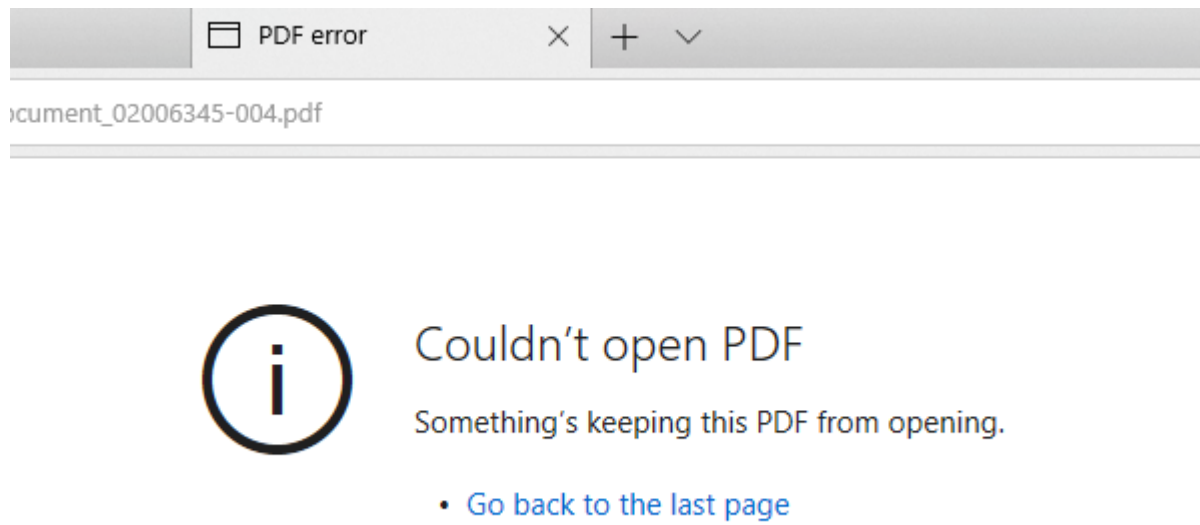 PDF error
ocument_02006345-004.pdf
Couldn't open PDF
Something's keeping this PDF from opening.
• Go back to the last page